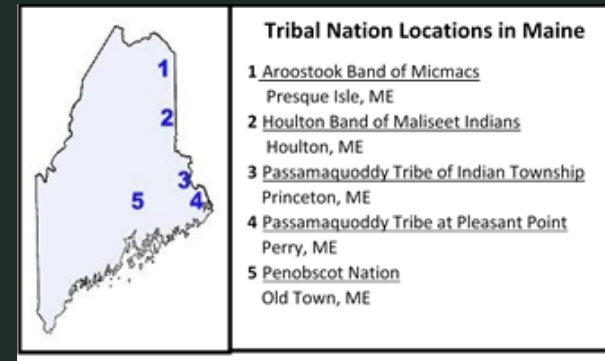 1
2
3
4
5
Tribal Nation Locations in Maine
1 Aroostook Band of Micmacs
Presque Isle, ME
2 Houlton Band of Maliseet Indians
Houlton, ME
3 Passamaquoddy Tribe of Indian Township
Princeton, ME
4 Passamaquoddy Tribe at Pleasant Point
Perry, ME
5 Penobscot Nation
Old Town, ME